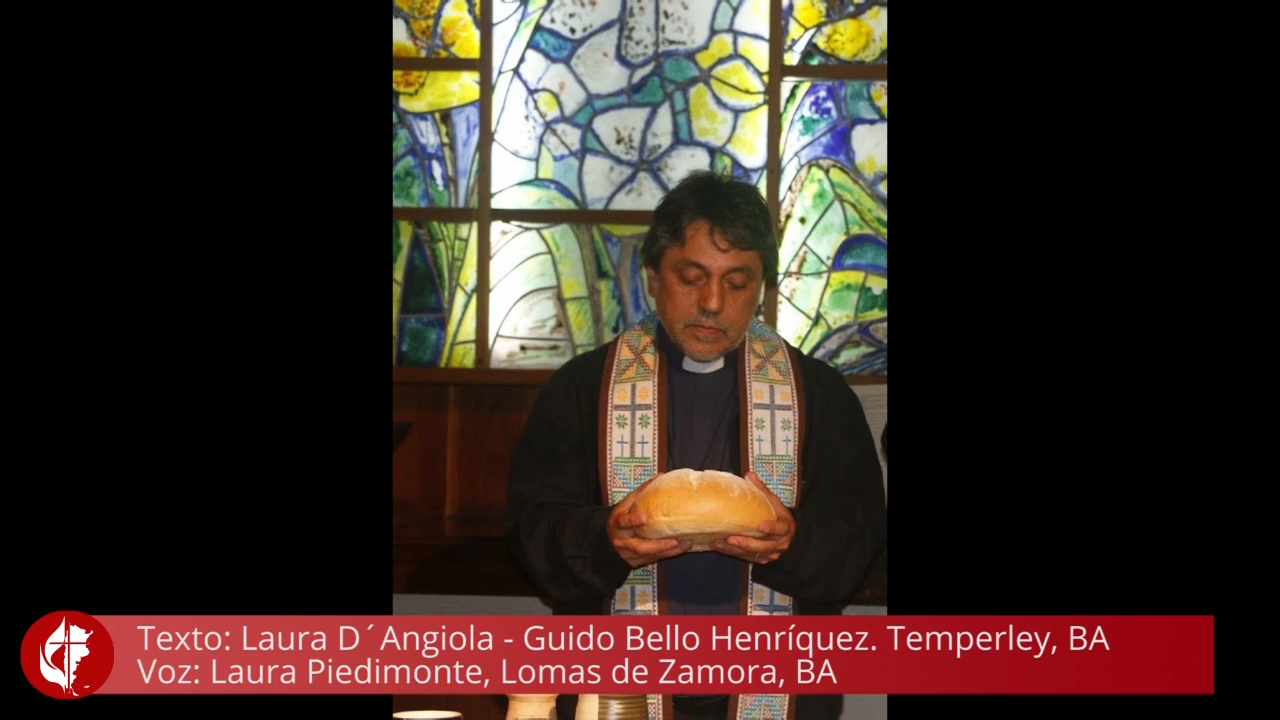 Texto: Laura D´Angiola - Guido Bello Henríquez. Temperley, BA
Voz: Laura Piedimonte, Lomas de Zamora, BA